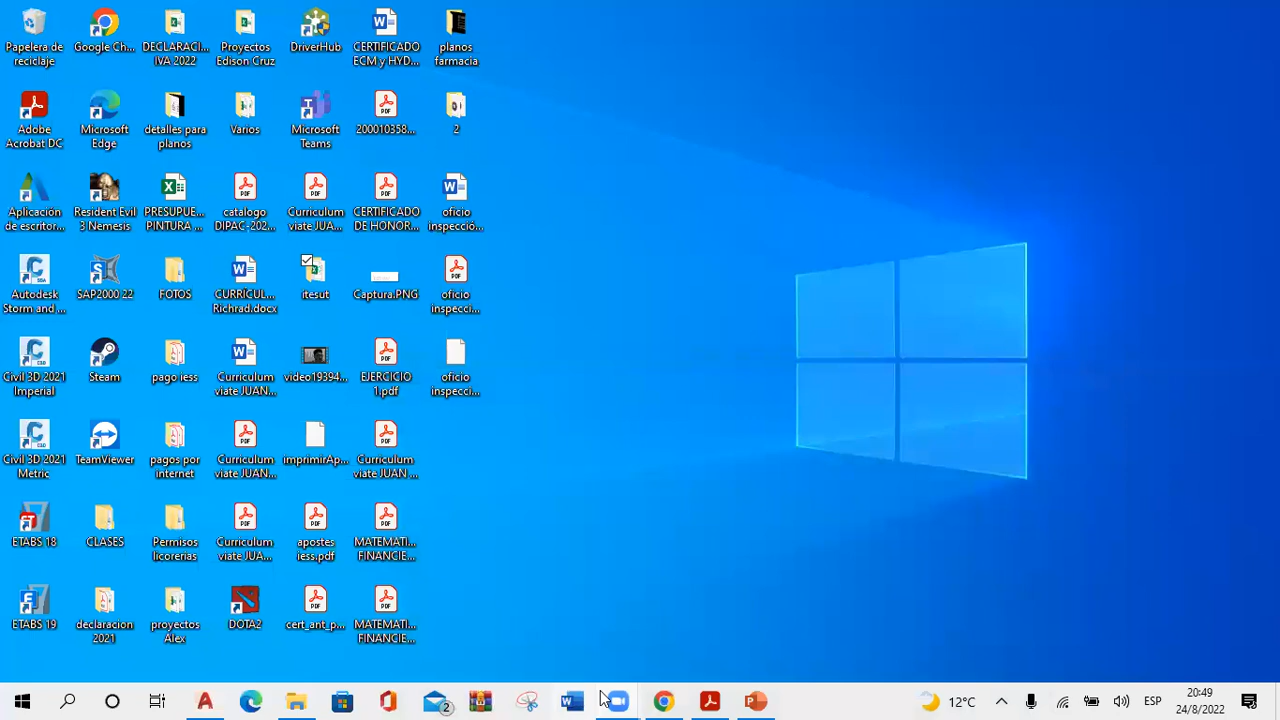 Papelera de
reciclaje
Google Ch...
DECLARACI...
IVA 2022
Proyectos
Edison Cruz
DriverHub
CERTIFICADO
ECM y HYD...
planos
farmacia
Adobe
Acrobat DC
Microsoft
Edge
detalles para
planos
Varios
Microsoft
Teams
200010358...
2
Aplicación
de escritor...
Resident Evil
3 Nemesis
PRESUPUE...
PINTURA ...
catalogo
DIPAC-202...
Curriculum
viate JUA...
CERTIFICADO
DE HONOR...
oficio
inspecció...
Autodesk
Storm and ...
SAP2000 22
FOTOS
CURRÍCUL...
Richrad.docx
itesut
Captura.PNG
oficio
inspecci...
Civil 3D 2021
Imperial
Steam
pago iess
Curriculum
viate JUAN...
video19394...
EJERCICIO
1.pdf
oficio
inspecci...
Civil 3D 2021
Metric
TeamViewer
pagos por
internet
Curriculum
viate JUAN...
imprimirAp...
Curriculum
viate JUAN ...
ETABS 18
CLASES
Permisos
licorerias
Curriculum
viate JUA...
apostes
iess.pdf
MATEMATI...
FINANCIE...
ETABS 19
declaracion
2021
proyectos
Álex
DOTA2
cert_ant_p...
MATEMATI...
FINANCIE...
2
12°C
ESP
20:49
24/8/2022